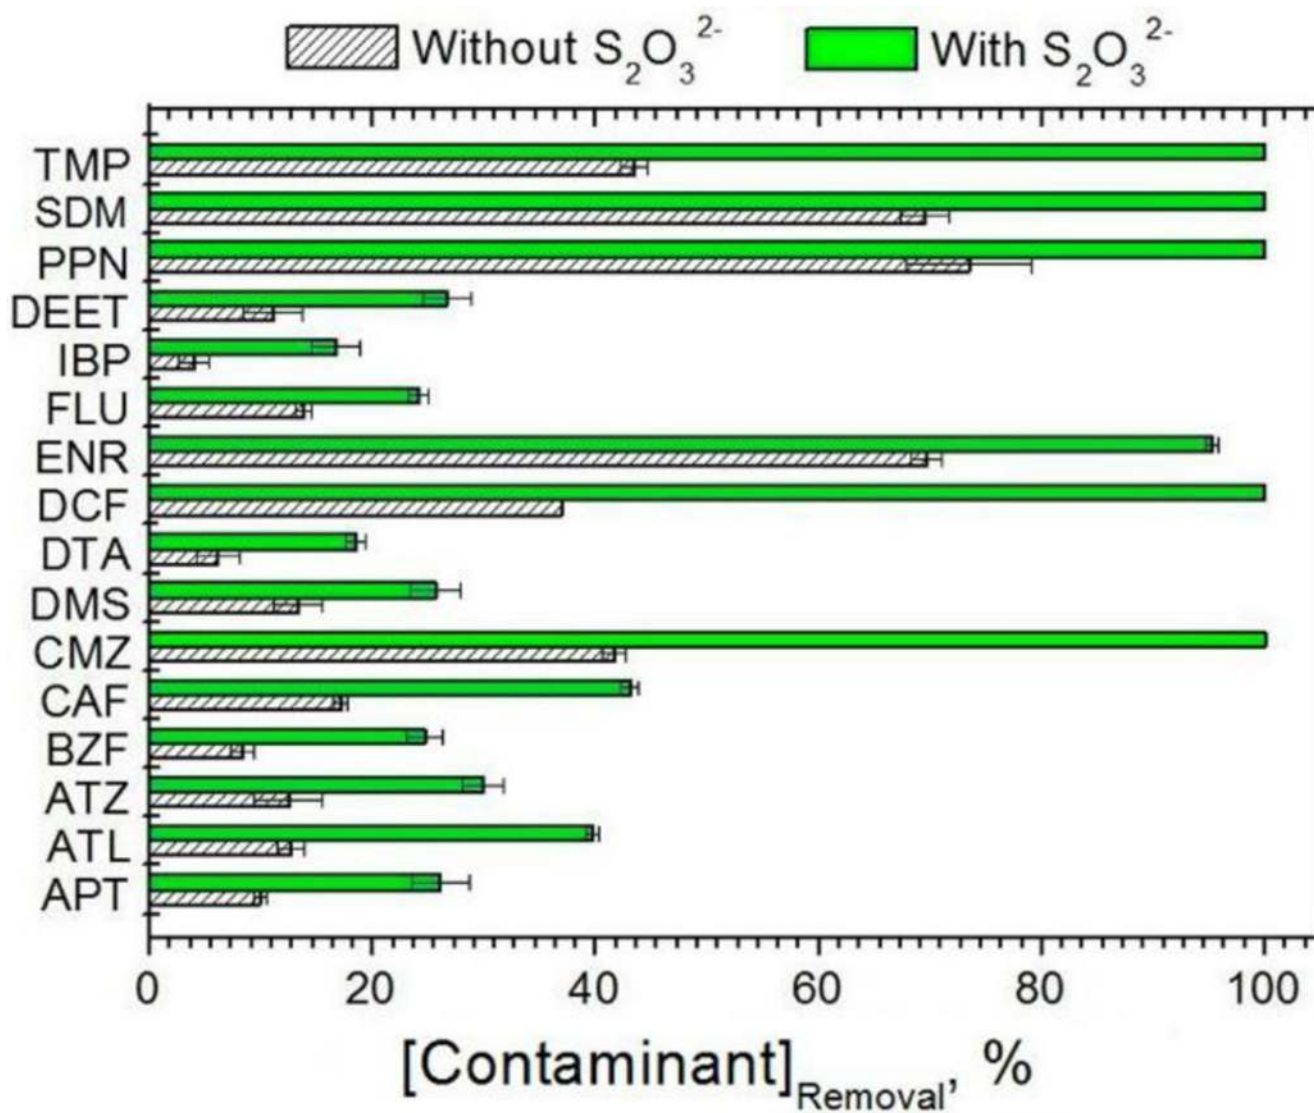 Without S₂O₃²⁻ With S₂O₃²⁻
TMP
SDM
PPN
DEET
IBP
FLU
ENR
DCF
DTA
DMS
CMZ
CAF
BZF
ATZ
ATL
APT
0 20 40 60 80 100
[Contaminant]Removal, %